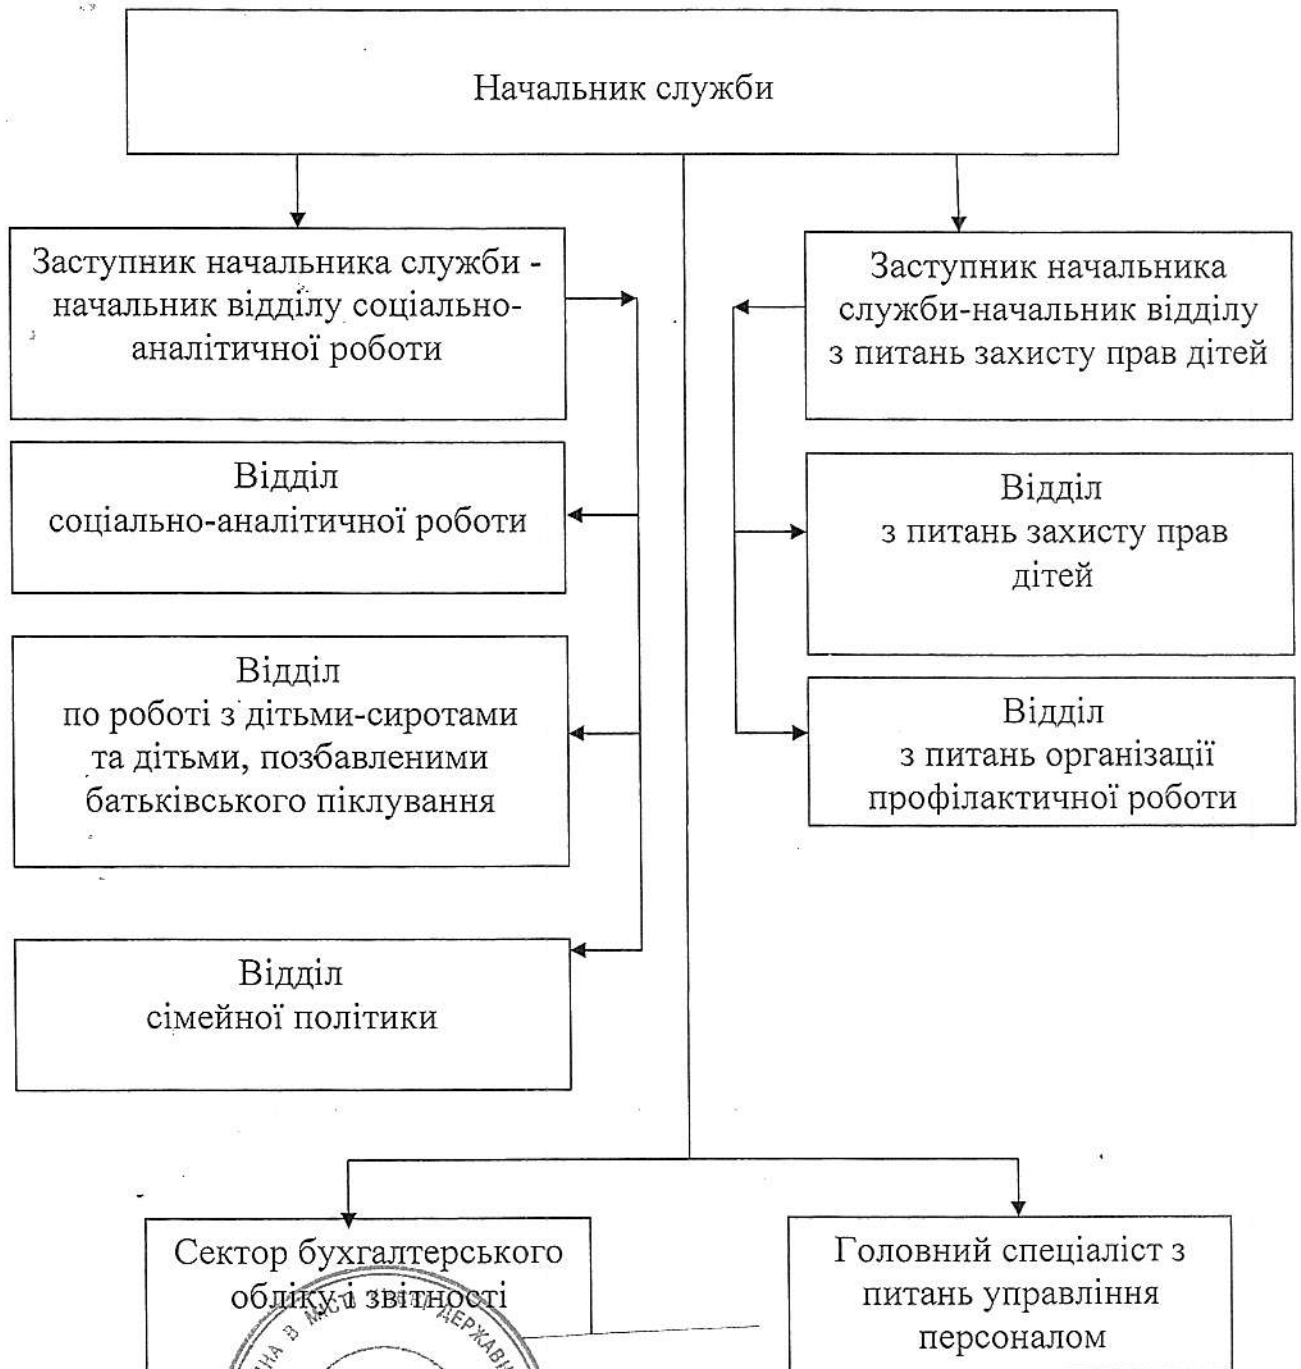 Начальник служби
Заступник начальника служби -
начальник відділу соціально-
аналітичної роботи
Заступник начальника
служби-начальник відділу
з питань захисту прав дітей
Відділ
соціально-аналітичної роботи
Відділ
з питань захисту прав
дітей
Відділ
по роботі з дітьми-сиротами
та дітьми, позбавленими
батьківського піклування
Відділ
з питань організації
профілактичної роботи
Відділ
сімейної політики
Сектор бухгалтерського
обліку і звітності
Головний спеціаліст з
питань управління
персоналом